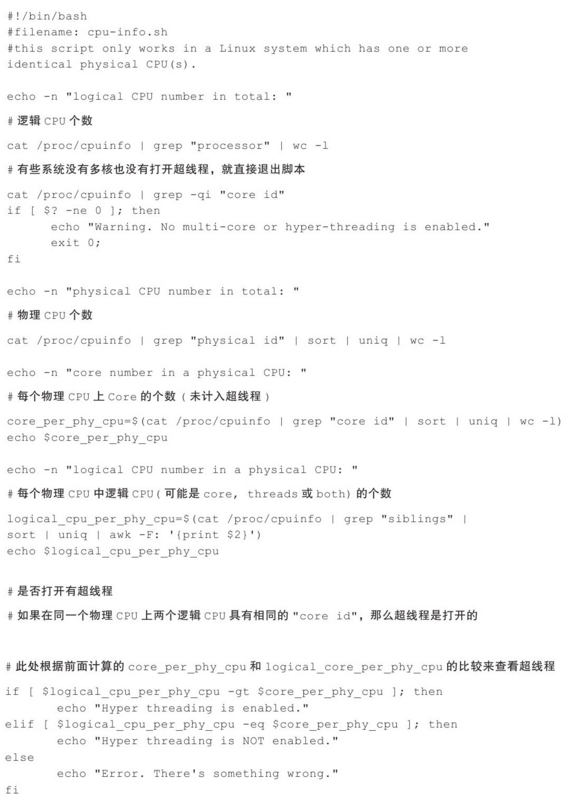 #!/bin/bash
#filename: cpu-info.sh
#this script only works in a Linux system which has one or more
identical physical CPU(s).
echo -n "logical CPU number in total: "
# 逻辑 CPU 个数
cat /proc/cpuinfo | grep "processor" | wc -l
# 有些系统没有多核也没有打开超线程，就直接退出脚本
cat /proc/cpuinfo | grep -qi "core id"
if [ $? -ne 0 ]; then
      echo "Warning. No multi-core or hyper-threading is enabled."
      exit 0;
fi
echo -n "physical CPU number in total: "
# 物理 CPU 个数
cat /proc/cpuinfo | grep "physical id" | sort | uniq | wc -l
echo -n "core number in a physical CPU: "
# 每个物理 CPU 上 Core 的个数 ( 未计入超线程 )
core_per_phy_cpu=$(cat /proc/cpuinfo | grep "core id" | sort | uniq | wc -l)
echo $core_per_phy_cpu
echo -n "logical CPU number in a physical CPU: "
# 每个物理 CPU 中逻辑 CPU( 可能是 core, threads 或 both) 的个数
logical_cpu_per_phy_cpu=$(cat /proc/cpuinfo | grep "siblings" |
sort | uniq | awk -F: '{print $2}')
echo $logical_cpu_per_phy_cpu
# 是否打开有超线程
# 如果在同一个物理 CPU 上两个逻辑 CPU 具有相同的 "core id"，那么超线程是打开的
# 此处根据前面计算的 core_per_phy_cpu 和 logical_core_per_phy_cpu 的比较来查看超线程
if [ $logical_cpu_per_phy_cpu -gt $core_per_phy_cpu ]; then
       echo "Hyper threading is enabled."
elif [ $logical_cpu_per_phy_cpu -eq $core_per_phy_cpu ]; then
       echo "Hyper threading is NOT enabled."
else
       echo "Error. There's something wrong."
fi